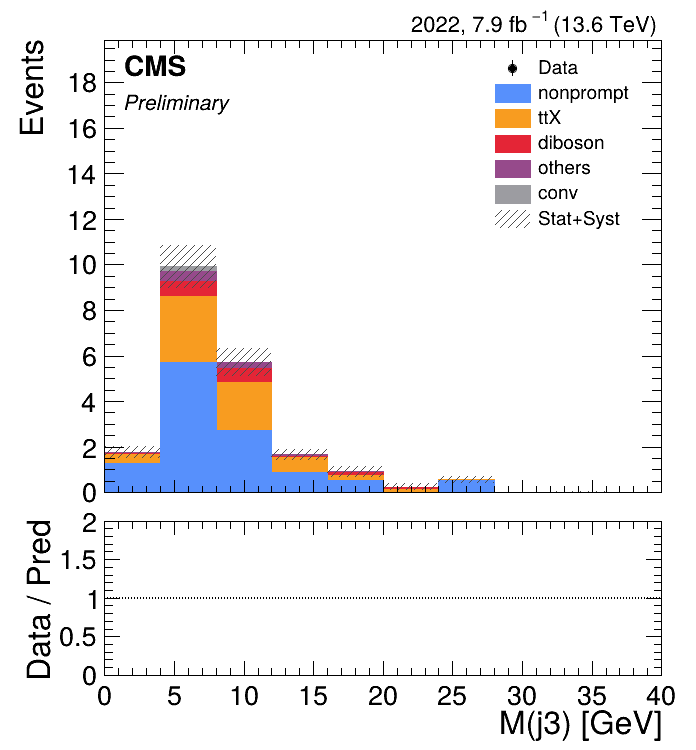 2022, 7.9 fb⁻¹ (13.6 TeV)
CMS
Preliminary
Data
nonprompt
ttX
diboson
others
conv
Stat+Syst
Events
18
16
14
12
10
8
6
4
2
0
Data / Pred
2
1.5
1
0.5
0
0 5 10 15 20 25 30 35 40
M(j3) [GeV]